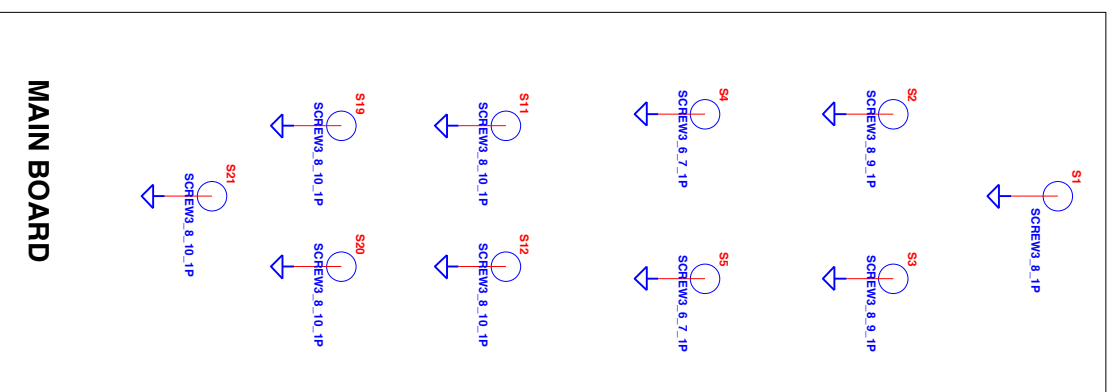 S1
SCREW3_8_1P
S2
SCREW3_8_9_1P
S3
SCREW3_8_9_1P
S4
SCREW3_6_7_1P
S5
SCREW3_6_7_1P
S11
SCREW3_8_10_1P
S12
SCREW3_8_10_1P
S19
SCREW3_8_10_1P
S20
SCREW3_8_10_1P
S21
SCREW3_8_10_1P
MAIN BOARD